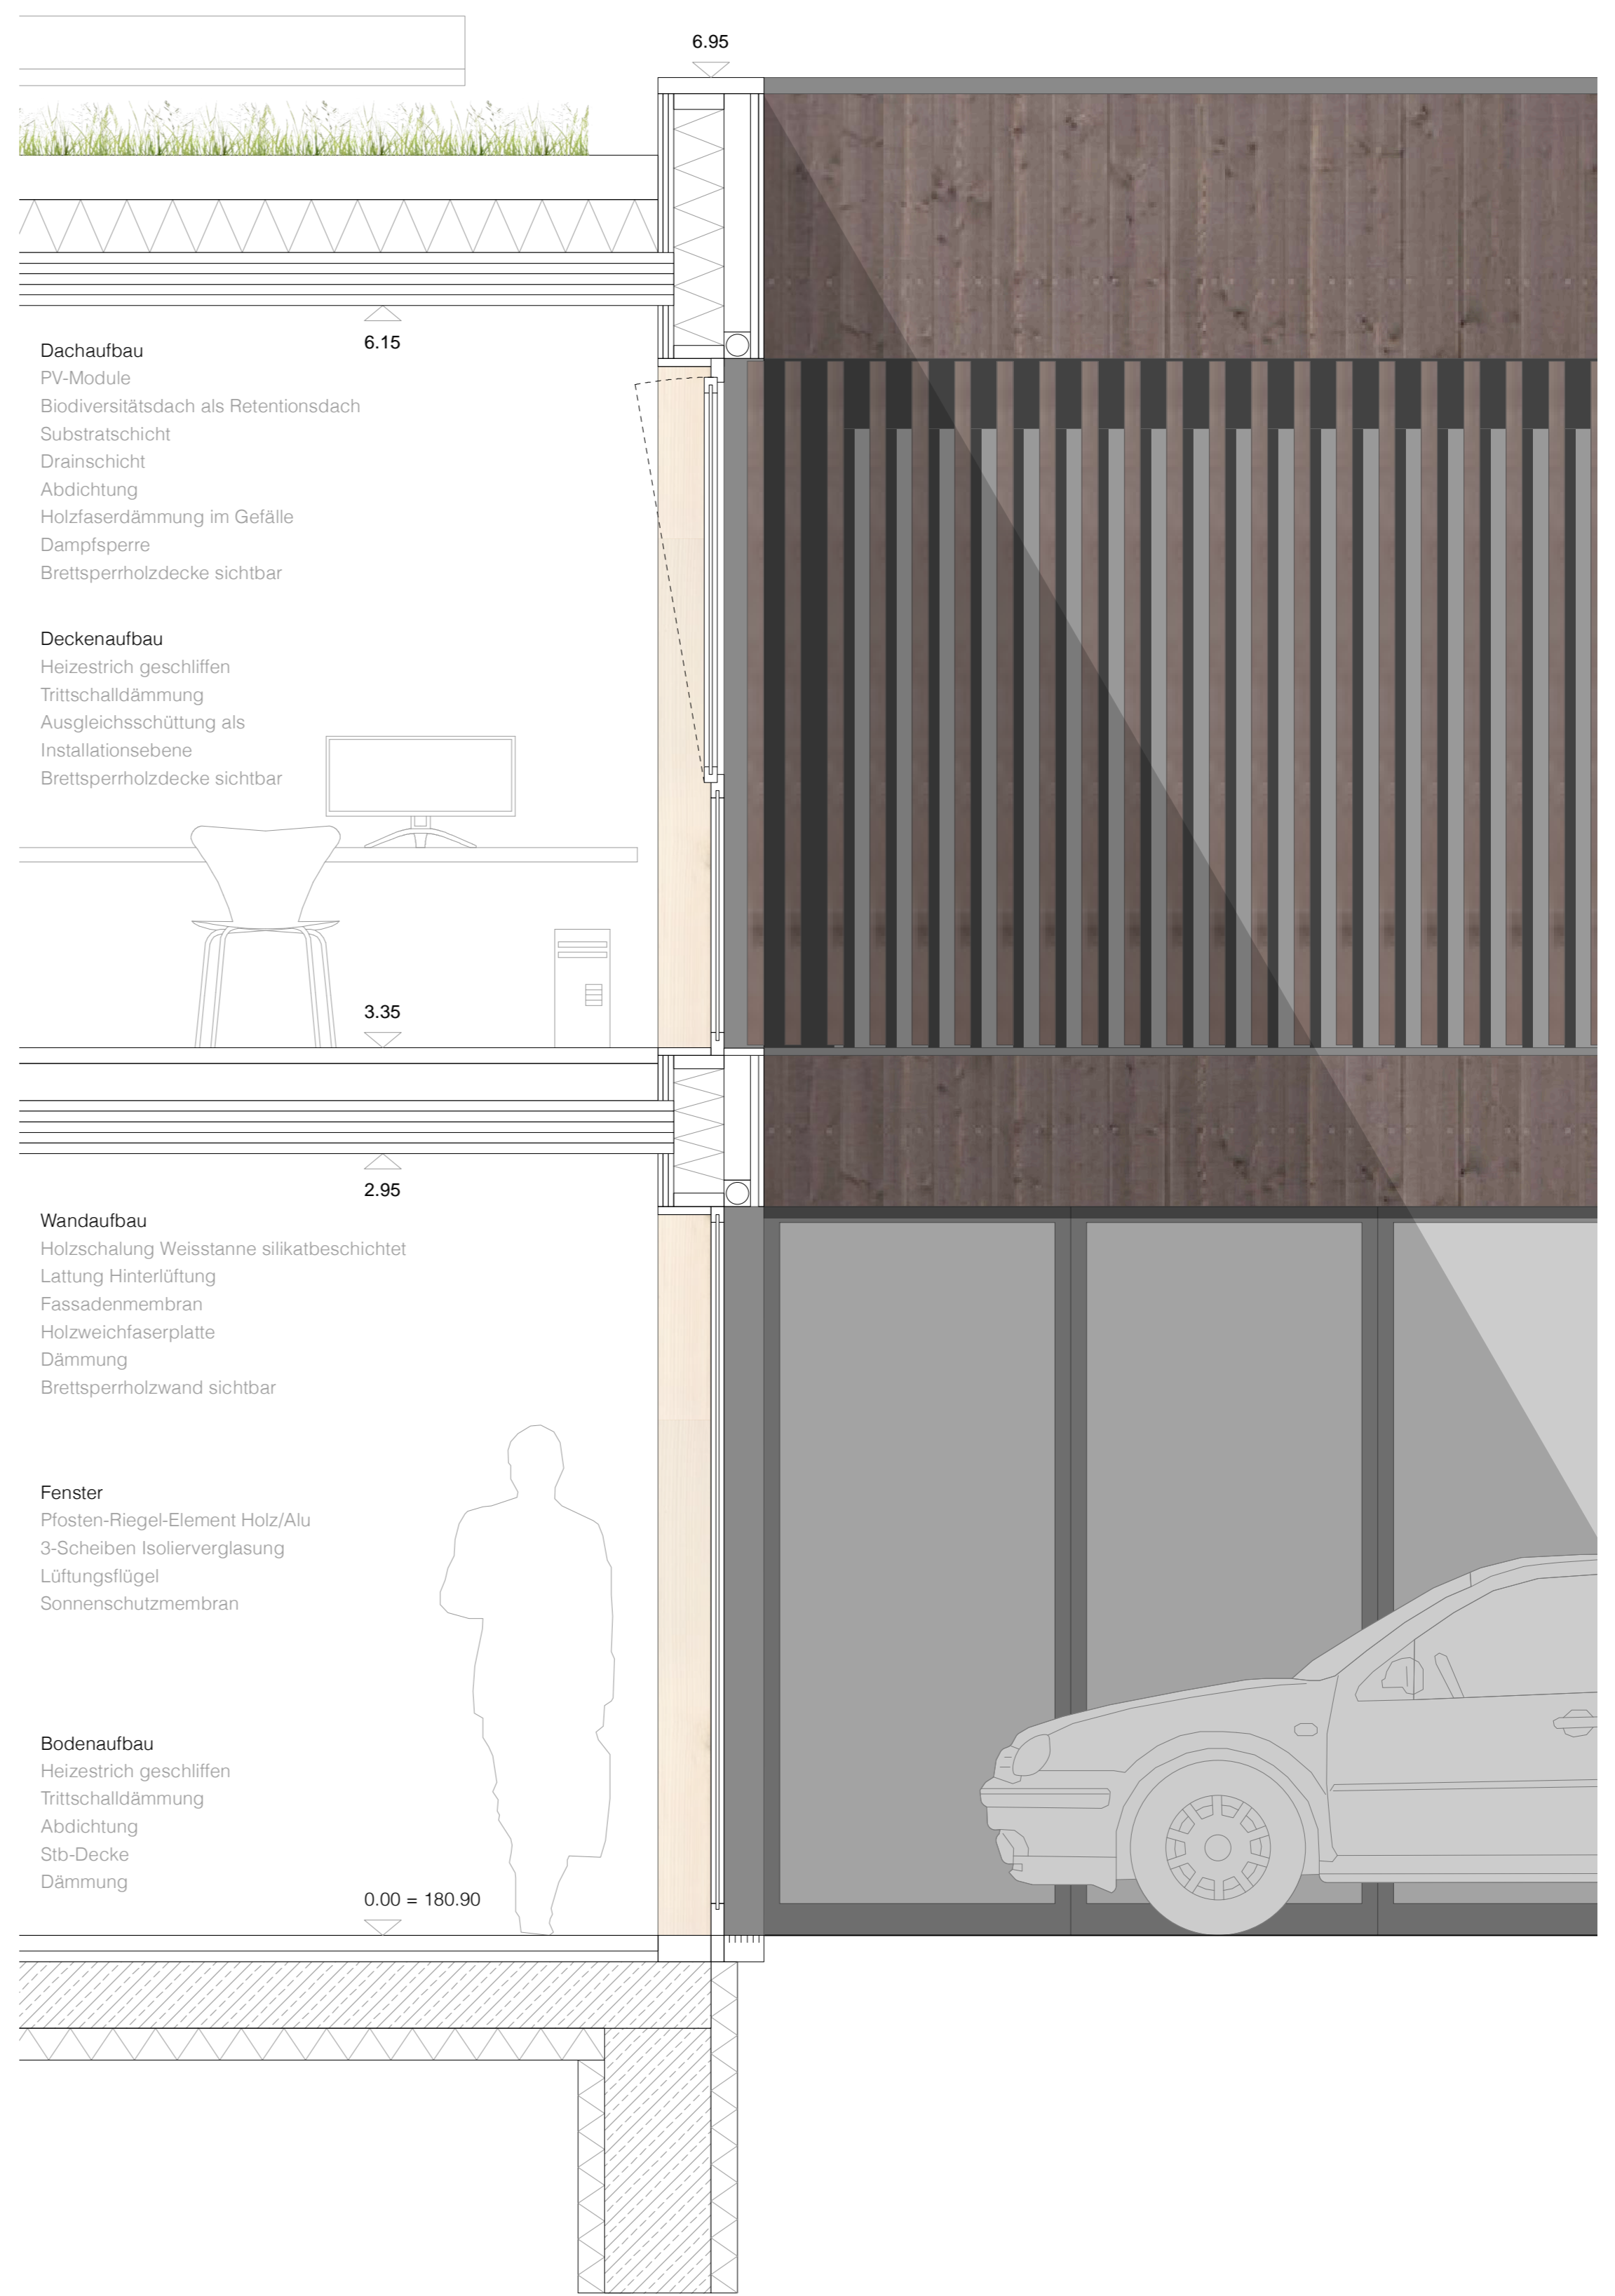 6.95
6.15
Dachaufbau
PV-Module
Biodiversitätsdach als Retentionsdach
Substratschicht
Drainschicht
Abdichtung
Holzfaserdämmung im Gefälle
Dampfsperre
Brettsperrholzdecke sichtbar
Deckenaufbau
Heizestrich geschliffen
Trittschalldämmung
Ausgleichsschüttung als
Installationsebene
Brettsperrholzdecke sichtbar
3.35
2.95
Wandaufbau
Holzschalung Weisstanne silikatbeschichtet
Lattung Hinterlüftung
Fassadenmembran
Holzweichfaserplatte
Dämmung
Brettsperrholzwand sichtbar
Fenster
Pfosten-Riegel-Element Holz/Alu
3-Scheiben Isolierverglasung
Lüftungsflügel
Sonnenschutzmembran
Bodenaufbau
Heizestrich geschliffen
Trittschalldämmung
Abdichtung
Stb-Decke
Dämmung
0.00 = 180.90